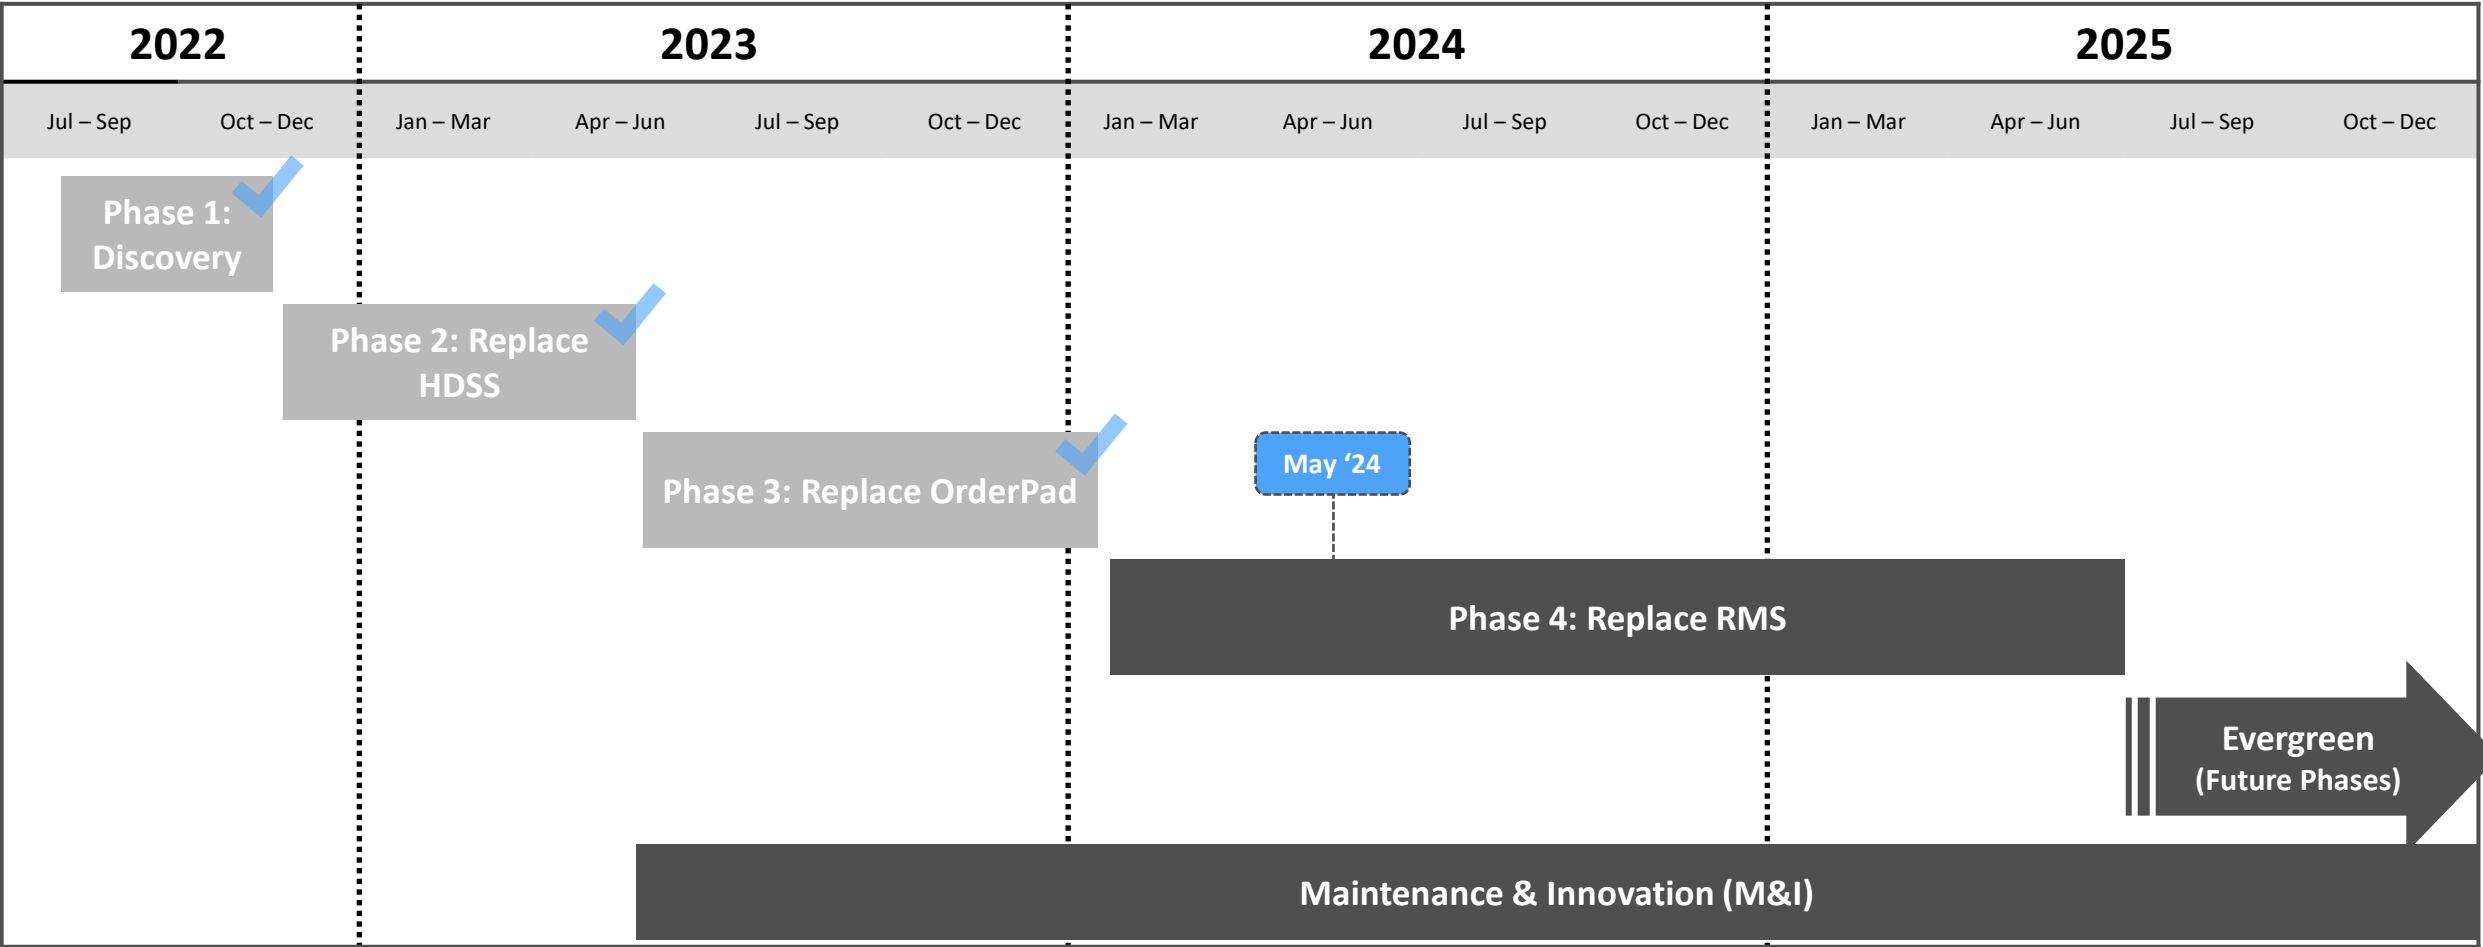 2022 2023 2024 2025
Jul – Sep Oct – Dec Jan – Mar Apr – Jun Jul – Sep Oct – Dec Jan – Mar Apr – Jun Jul – Sep Oct – Dec Jan – Mar Apr – Jun Jul – Sep Oct – Dec
Phase 1:
Discovery
Phase 2: Replace
HDSS
Phase 3: Replace OrderPad
May ‘24
Phase 4: Replace RMS
Evergreen
(Future Phases)
Maintenance & Innovation (M&I)